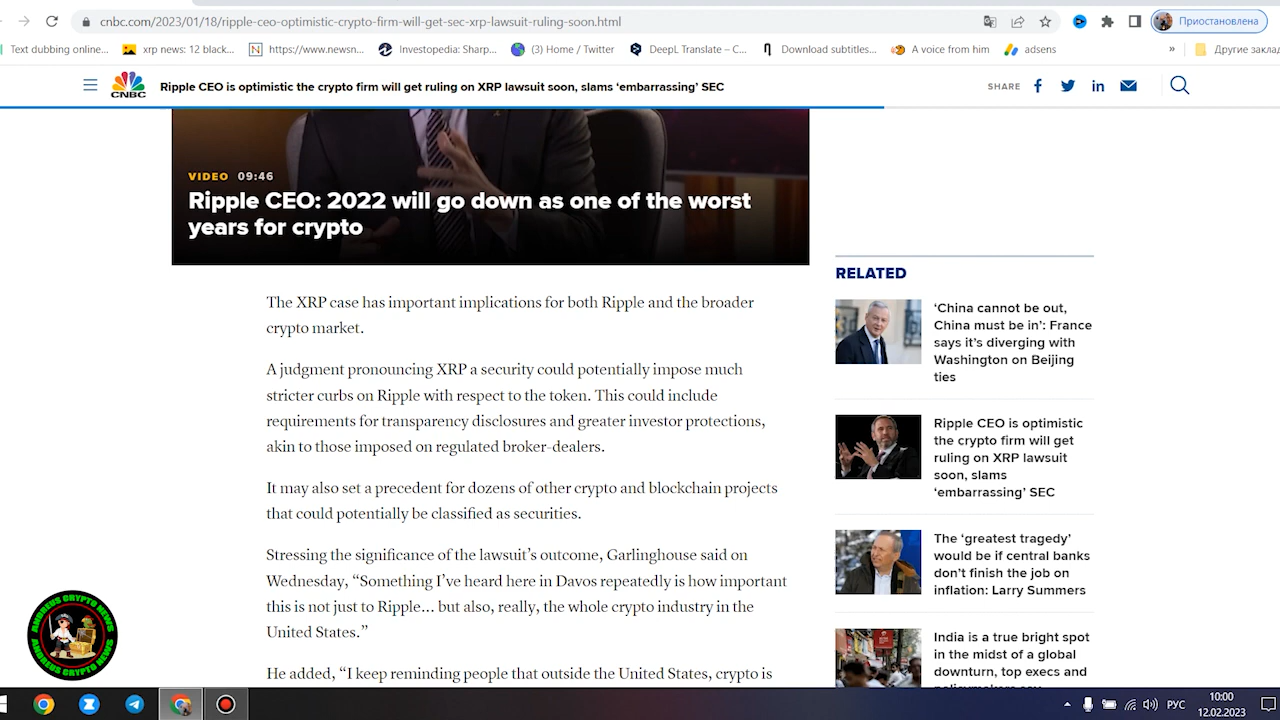 cnbc.com/2023/01/18/ripple-ceo-optimistic-crypto-firm-will-get-sec-xrp-lawsuit-ruling-soon.html
Приостановлена
Text dubbing online...
xrp news: 12 black...
https://www.newsn...
Investopedia: Sharp...
(3) Home / Twitter
DeepL Translate – C...
Download subtitles...
A voice from him
adsens
»
Другие закла
CNBC
Ripple CEO is optimistic the crypto firm will get ruling on XRP lawsuit soon, slams ‘embarrassing’ SEC
SHARE
VIDEO 09:46
Ripple CEO: 2022 will go down as one of the worst
years for crypto
The XRP case has important implications for both Ripple and the broader
crypto market.
A judgment pronouncing XRP a security could potentially impose much
stricter curbs on Ripple with respect to the token. This could include
requirements for transparency disclosures and greater investor protections,
akin to those imposed on regulated broker-dealers.
It may also set a precedent for dozens of other crypto and blockchain projects
that could potentially be classified as securities.
Stressing the significance of the lawsuit’s outcome, Garlinghouse said on
Wednesday, “Something I’ve heard here in Davos repeatedly is how important
this is not just to Ripple… but also, really, the whole crypto industry in the
United States.”
He added, “I keep reminding people that outside the United States, crypto is
RELATED
‘China cannot be out,
China must be in’: France
says it’s diverging with
Washington on Beijing
ties
Ripple CEO is optimistic
the crypto firm will get
ruling on XRP lawsuit
soon, slams
‘embarrassing’ SEC
The ‘greatest tragedy’
would be if central banks
don’t finish the job on
inflation: Larry Summers
India is a true bright spot
in the midst of a global
downturn, top execs and
ANDREUS CRYPTO NEWS
ANDREUS CRYPTO NEWS
РУС
10:00
12.02.2023